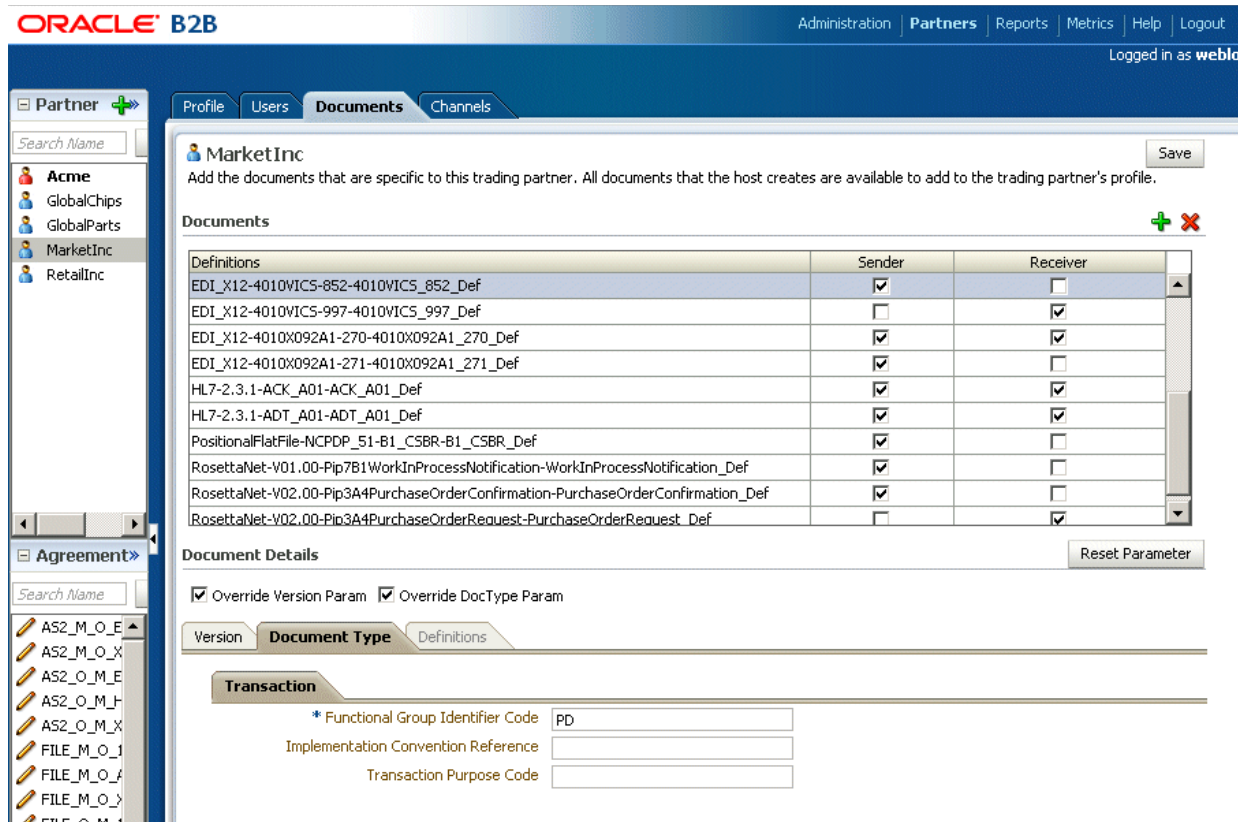 ORACLE B2B
Administration Partners Reports Metrics Help Logout
Logged in as weblo
Partner
Search Name
Acme
GlobalChips
GlobalParts
MarketInc
RetailInc
Agreement
Search Name
AS2_M_O_E
AS2_M_O_X
AS2_O_M_E
AS2_O_M_H
AS2_O_M_X
FILE_M_O_1
FILE_M_O_A
FILE_M_O_X
FILE_O_M_1
Profile Users Documents Channels
MarketInc
Save
Add the documents that are specific to this trading partner. All documents that the host creates are available to add to the trading partner's profile.
Documents
Definitions Sender Receiver
EDI_X12-4010VICS-852-4010VICS_852_Def
EDI_X12-4010VICS-997-4010VICS_997_Def
EDI_X12-4010X092A1-270-4010X092A1_270_Def
EDI_X12-4010X092A1-271-4010X092A1_271_Def
HL7-2.3.1-ACK_A01-ACK_A01_Def
HL7-2.3.1-ADT_A01-ADT_A01_Def
PositionalFlatFile-NCPDP_51-B1_CSBR-B1_CSBR_Def
RosettaNet-V01.00-Pip7B1WorkInProcessNotification-WorkInProcessNotification_Def
RosettaNet-V02.00-Pip3A4PurchaseOrderConfirmation-PurchaseOrderConfirmation_Def
RosettaNet-V02.00-Pip3A4PurchaseOrderRequest-PurchaseOrderRequest_Def
Document Details
Reset Parameter
Override Version Param Override DocType Param
Version Document Type Definitions
Transaction
* Functional Group Identifier Code PD
Implementation Convention Reference
Transaction Purpose Code